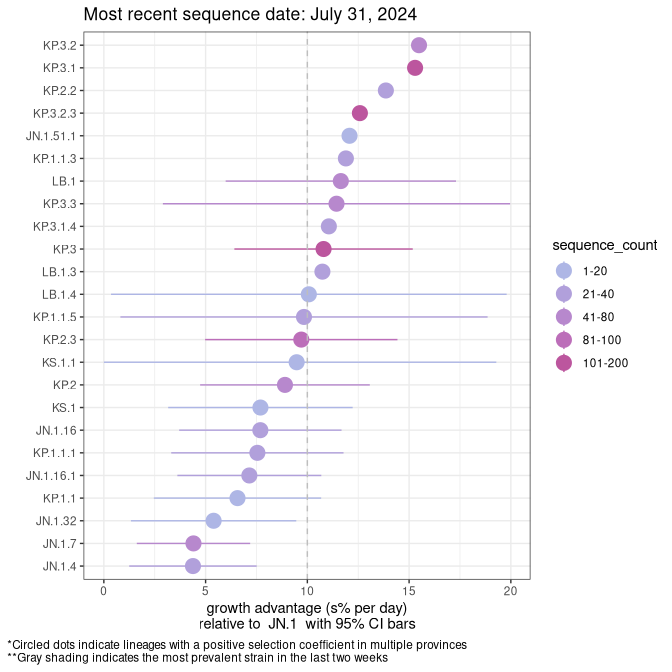 Most recent sequence date: July 31, 2024
KP.3.2
KP.3.1
KP.2.2
KP.3.2.3
JN.1.51.1
KP.1.1.3
LB.1
KP.3.3
KP.3.1.4
KP.3
LB.1.3
LB.1.4
KP.1.1.5
KP.2.3
KS.1.1
KP.2
KS.1
JN.1.16
KP.1.1.1
JN.1.16.1
KP.1.1
JN.1.32
JN.1.7
JN.1.4
0 5 10 15 20
growth advantage (s% per day)
relative to JN.1 with 95% CI bars
sequence_count
1-20
21-40
41-80
81-100
101-200
*Circled dots indicate lineages with a positive selection coefficient in multiple provinces
**Gray shading indicates the most prevalent strain in the last two weeks